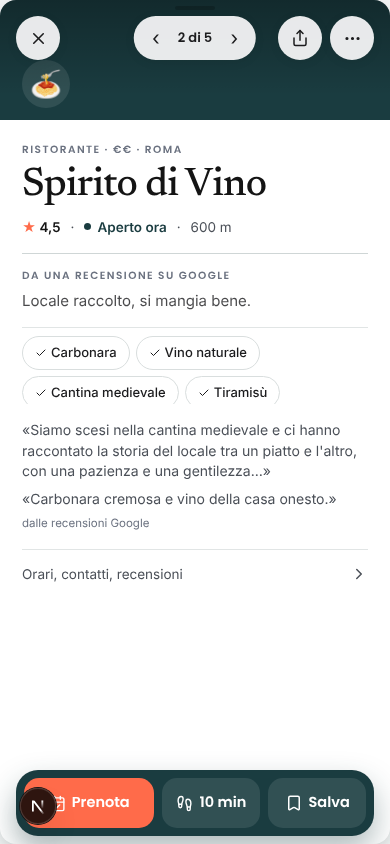 2 di 5
RISTORANTE · €€ · ROMA
Spirito di Vino
★ 4,5 · Aperto ora · 600 m
DA UNA RECENSIONE SU GOOGLE
Locale raccolto, si mangia bene.
Carbonara Vino naturale
Cantina medievale Tiramisù
«Siamo scesi nella cantina medievale e ci hanno
raccontato la storia del locale tra un piatto e l'altro,
con una pazienza e una gentilezza...»
«Carbonara cremosa e vino della casa onesto.»
dalle recensioni Google
Orari, contatti, recensioni
N Prenota 10 min Salva